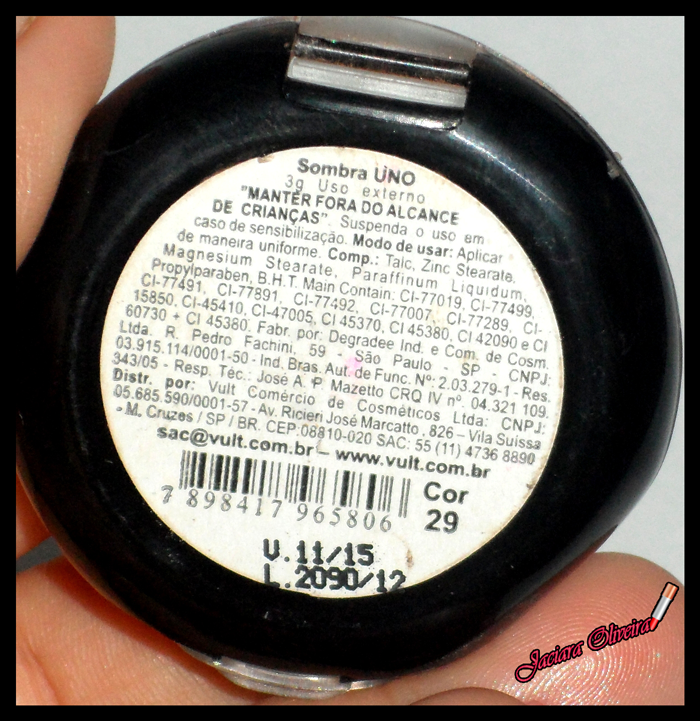 Sombra UNO
3g Uso externo
"MANTER FORA DO ALCANCE
DE CRIANÇAS". Suspenda o uso em
caso de sensibilização. Modo de usar: Aplicar
de maneira uniforme. Comp.: Talc, Zinc Stearate,
Magnesium Stearate, Paraffinum Liquidum,
Propylparaben, B.H.T. Main Contain: CI-77019, CI-77499,
CI-77491, CI-77891, CI-77492, CI-77007, CI-77289, CI-
15850, CI-45410, CI-47005, CI 45370, CI 45380, CI 42090 e CI
60730 + CI 45380. Fabr. por: Degradee Ind. e Com. de Cosm.
Ltda. R. Pedro Fachini, 59 - São Paulo - SP - CNPJ:
03.915.114/0001-50 - Ind. Bras. Aut. de Func. Nº: 2.03.279-1 - Res.
343/05 - Resp. Téc.: José A. P. Mazetto CRQ IV nº. 04.321 109.
Distr. por: Vult Comércio de Cosméticos Ltda: CNPJ:
05.685.590/0001-57 - Av. Ricieri José Marcatto, 826 – Vila Suissa
- M. Cruzes / SP / BR. CEP:08810-020 SAC: 55 (11) 4736 8890
sac@vult.com.br - www.vult.com.br
7 898417 965806
Cor
29
V.11/15
L.2090/12
Jaciara Oliveira